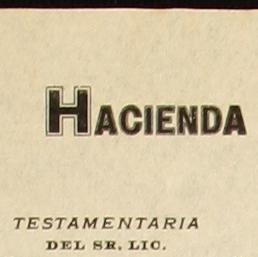 HACIENDA
TESTAMENTARIA
DEL SR. LIC.